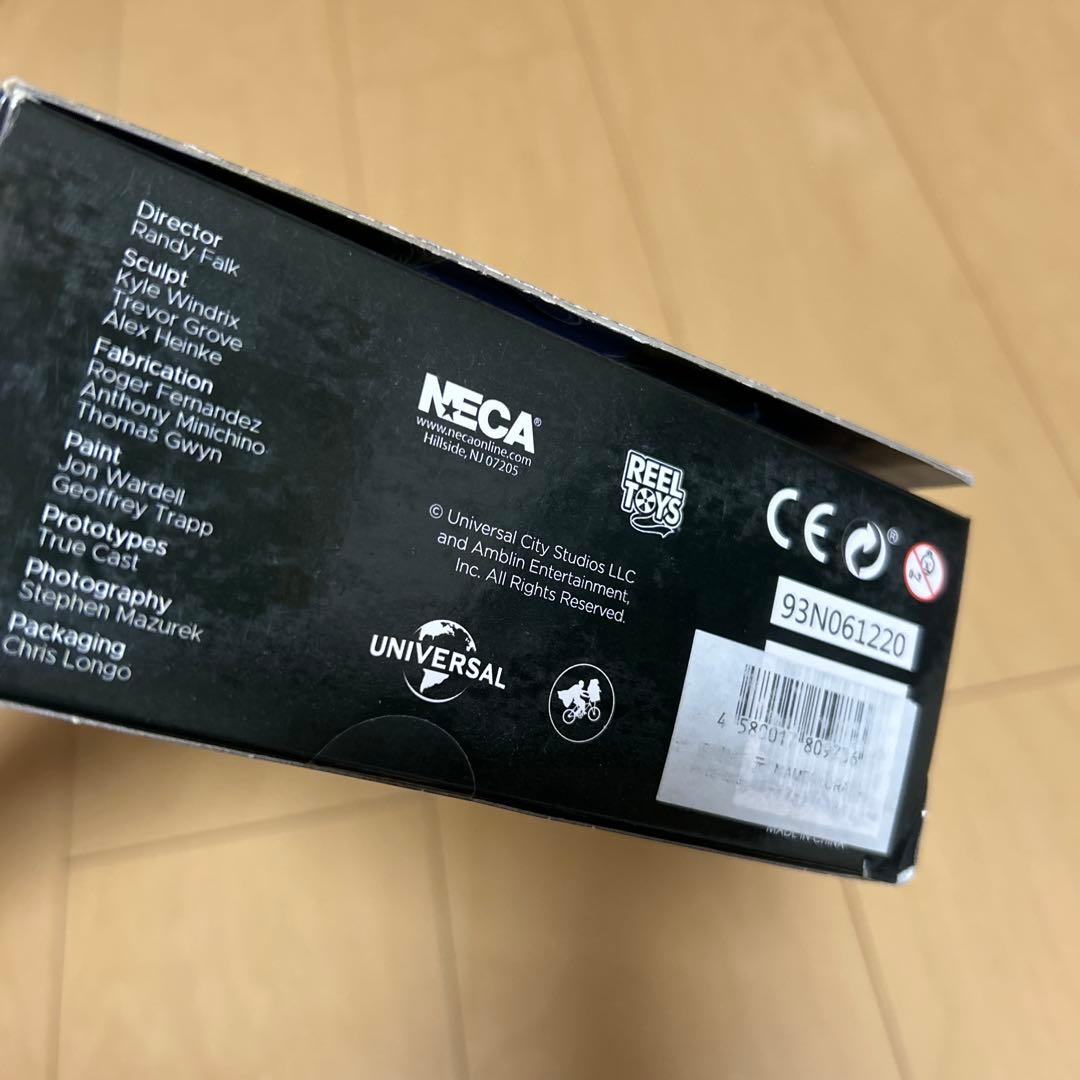 Director
Randy Falk
Sculpt
Kyle Windrix
Trevor Grove
Alex Heinke
Fabrication
Roger Fernandez
Anthony Minichino
Thomas Gwyn
Paint
Jon Wardell
Geoffrey Trapp
Prototypes
True Cast
Photography
Stephen Mazurek
Packaging
Chris Longo
NECA®
www.necaonline.com
Hillside, NJ 07205
REEL
TOYS
© Universal City Studios LLC
and Amblin Entertainment,
Inc. All Rights Reserved.
UNIVERSAL
CE ®
0-3
93N061220
MADE IN CHINA